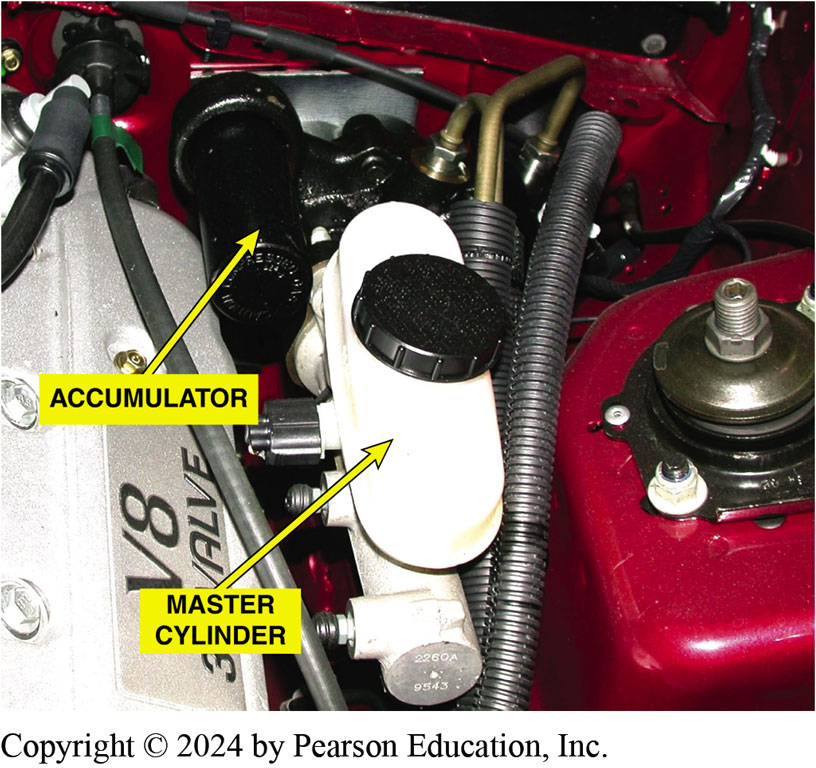 ACCUMULATOR
V8
VALVE
MASTER
CYLINDER
2260A
9543
Copyright © 2024 by Pearson Education, Inc.